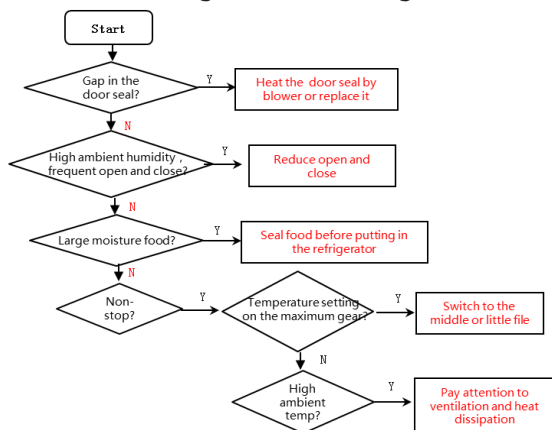 Start
Gap in the
door seal?
Y
Heat the door seal by
blower or replace it
N
High ambient humidity ,
frequent open and close?
Y
Reduce open and
close
N
Large moisture food?
Y
Seal food before putting in
the refrigerator
N
Non-
stop?
Y
Temperature setting
on the maximum gear?
Y
Switch to the
middle or little file
N
High
ambient
temp?
Y
Pay attention to
ventilation and heat
dissipation